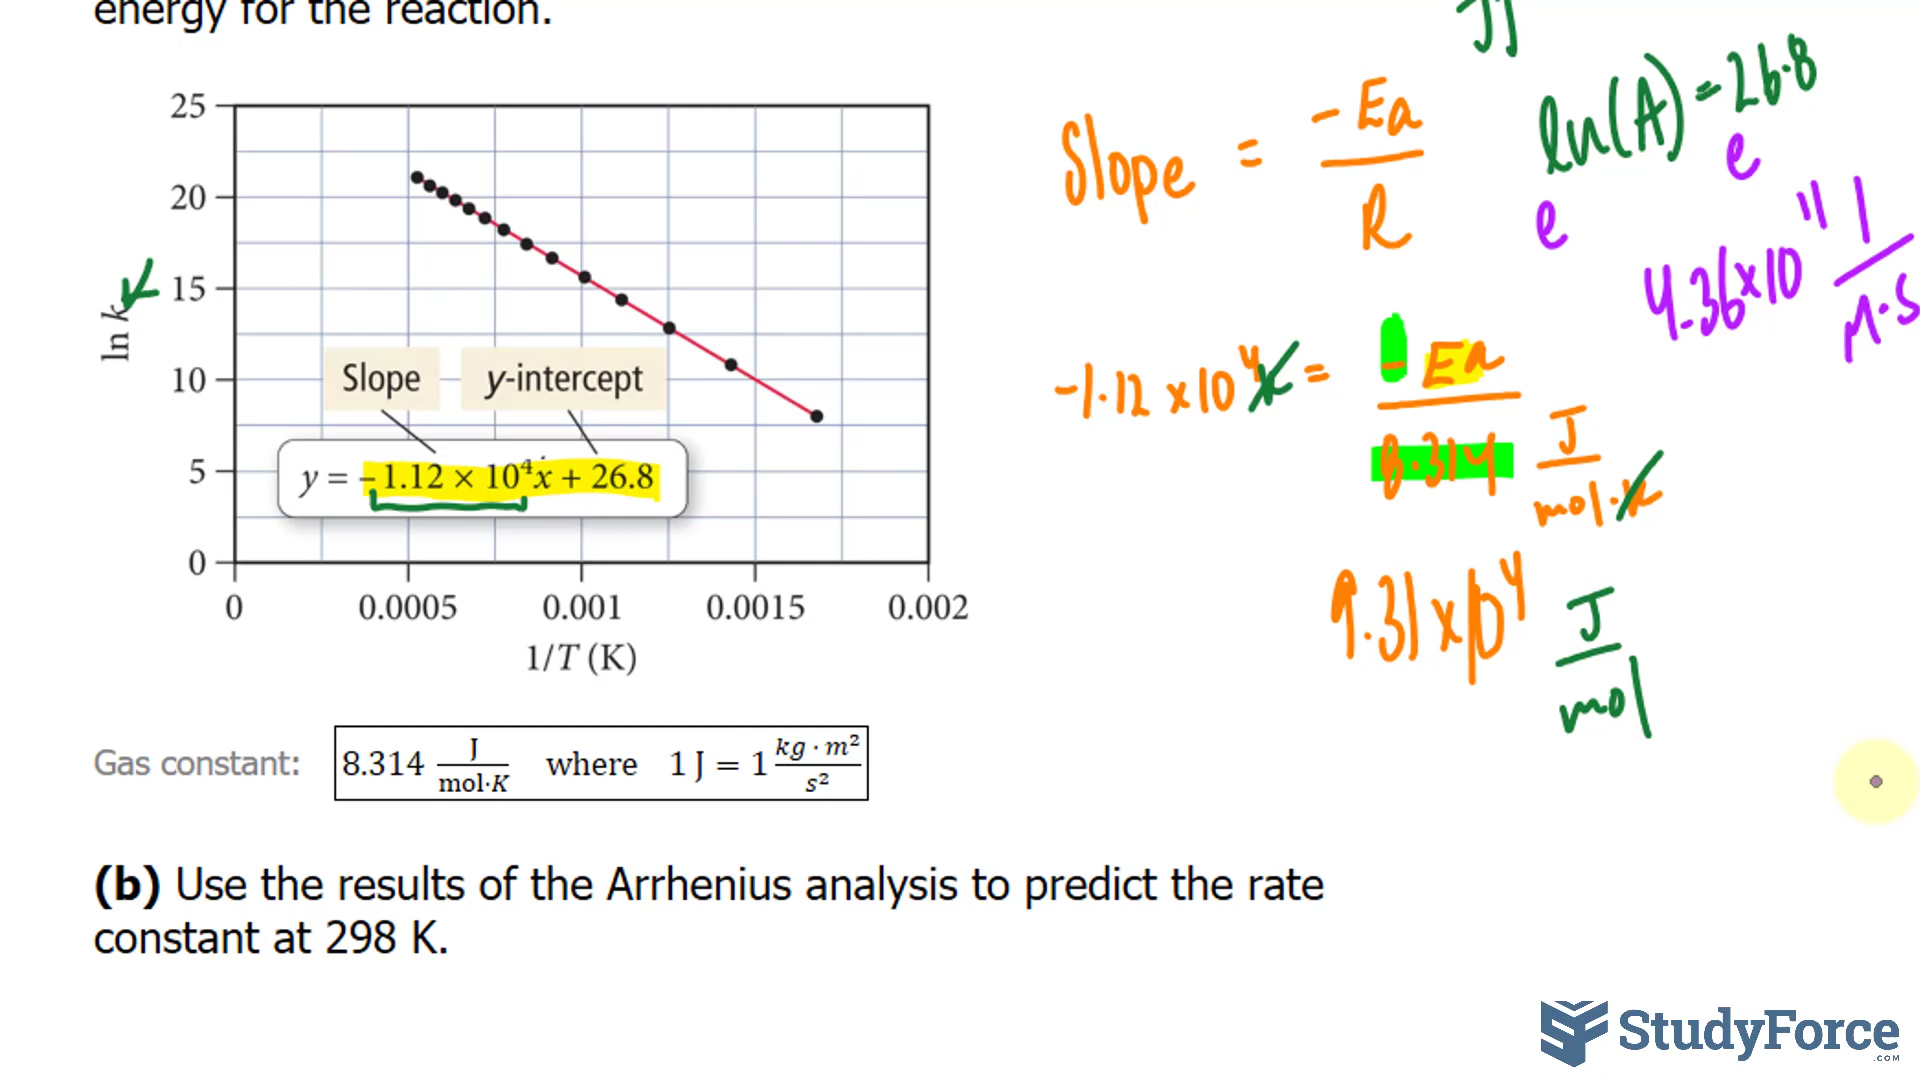 energy for the reaction.
25
20
15
10
5
0
ln k
Slope
y-intercept
y = −1.12 × 10⁴x + 26.8
0 0.0005 0.001 0.0015 0.002
1/T (K)
Gas constant: 8.314 J/mol·K where 1 J = 1 kg · m²/s²
(b) Use the results of the Arrhenius analysis to predict the rate
constant at 298 K.
Slope = -Ea/R
ln(A) = 26.8
e e
4.36×10¹¹ 1/M·s
-1.12 ×10⁴ K = -Ea/8.314 J/mol·K
9.31×10⁴ J/mol
StudyForce
.COM